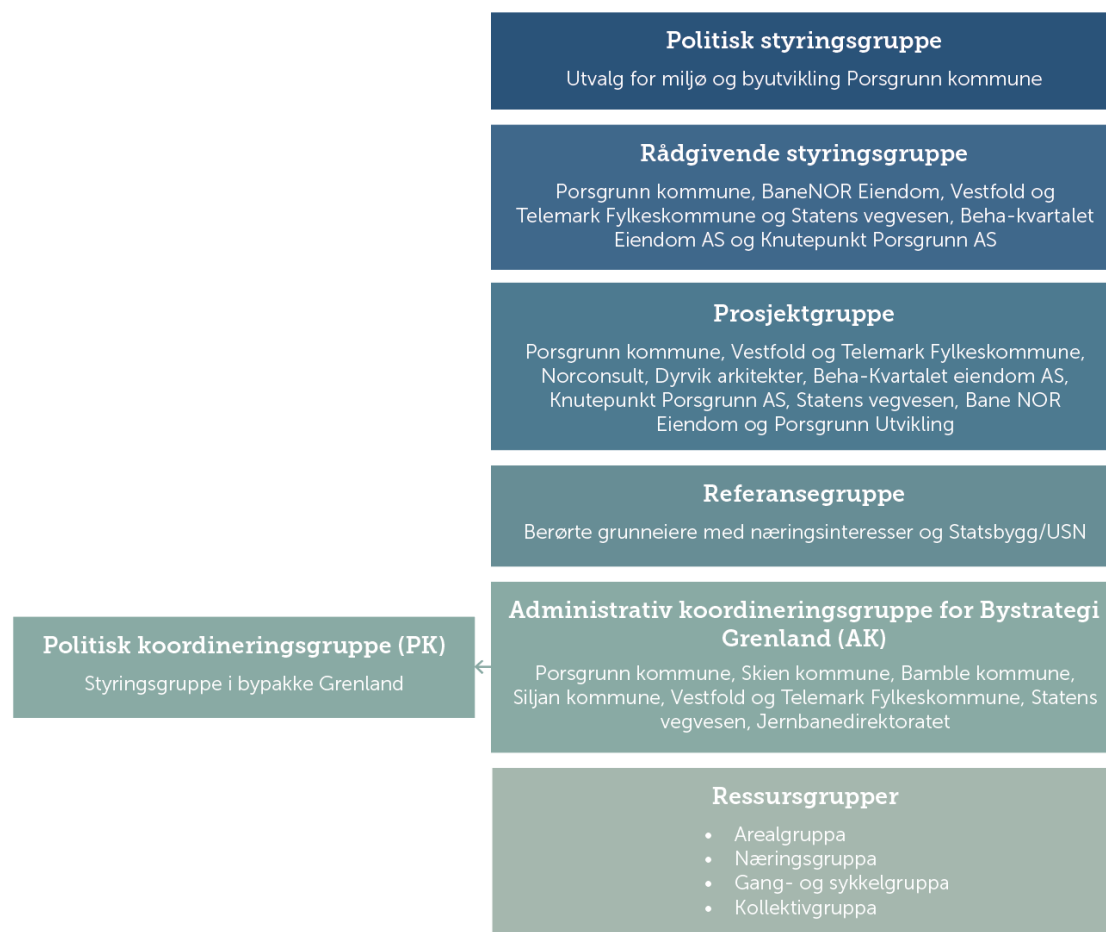 Politisk styringsgruppe
Utvalg for miljø og byutvikling Porsgrunn kommune
Rådgivende styringsgruppe
Porsgrunn kommune, BaneNOR Eiendom, Vestfold og
Telemark Fylkeskommune og Statens vegvesen, Beha-kvartalet
Eiendom AS og Knutepunkt Porsgrunn AS
Prosjektgruppe
Porsgrunn kommune, Vestfold og Telemark Fylkeskommune,
Norconsult, Dyrvik arkitekter, Beha-Kvartalet eiendom AS,
Knutepunkt Porsgrunn AS, Statens vegvesen, Bane NOR
Eiendom og Porsgrunn Utvikling
Referansegruppe
Berørte grunneiere med næringsinteresser og Statsbygg/USN
Politisk koordineringsgruppe (PK)
Styringsgruppe i bypakke Grenland
Administrativ koordineringsgruppe for Bystrategi
Grenland (AK)
Porsgrunn kommune, Skien kommune, Bamble kommune,
Siljan kommune, Vestfold og Telemark Fylkeskommune, Statens
vegvesen, Jernbanedirektoratet
Ressursgrupper
• Arealgruppa
• Næringsgruppa
• Gang- og sykkelgruppa
• Kollektivgruppa